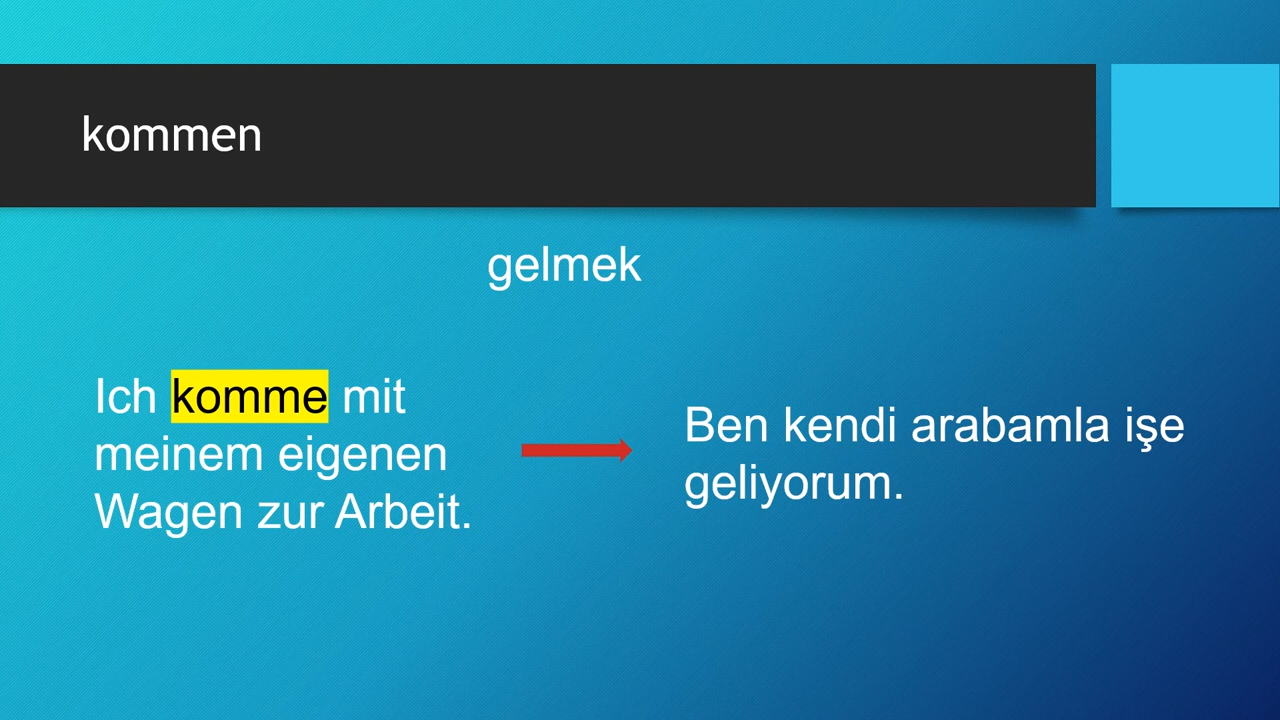 kommen
gelmek
Ich komme mit
meinem eigenen
Wagen zur Arbeit.
Ben kendi arabamla işe
geliyorum.